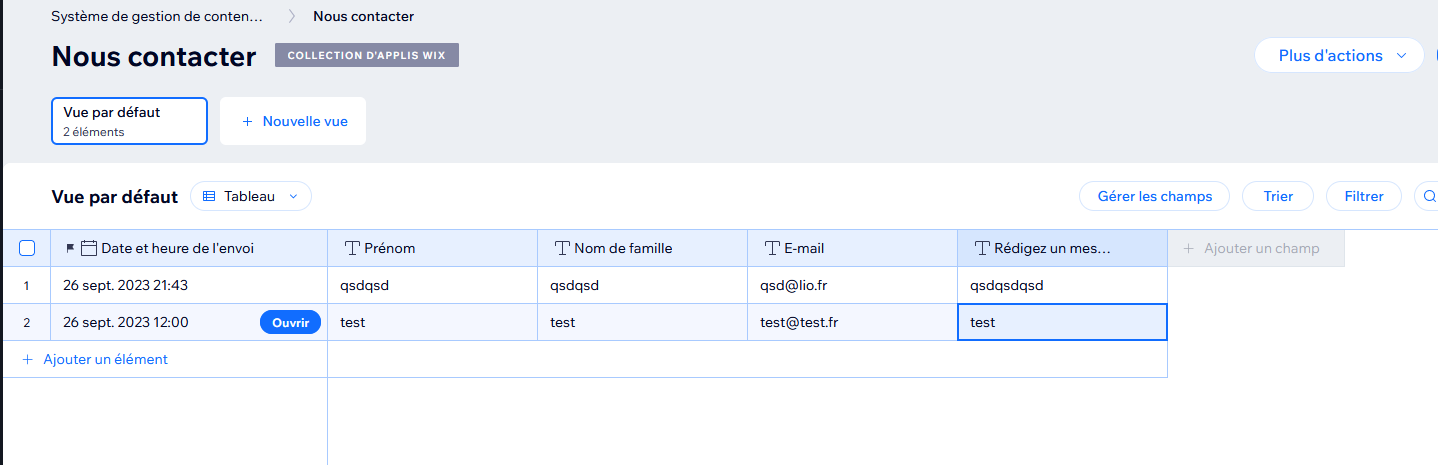 Système de gestion de conten… Nous contacter
Nous contacter COLLECTION D'APPLIS WIX Plus d'actions
Vue par défaut
2 éléments
+ Nouvelle vue
Vue par défaut Tableau Gérer les champs Trier Filtrer
Date et heure de l'envoi Prénom Nom de famille E-mail Rédigez un mes… + Ajouter un champ
1 26 sept. 2023 21:43 qsdqsd qsdqsd qsd@lio.fr qsdqsdqsd
2 26 sept. 2023 12:00 Ouvrir test test test@test.fr test
+ Ajouter un élément